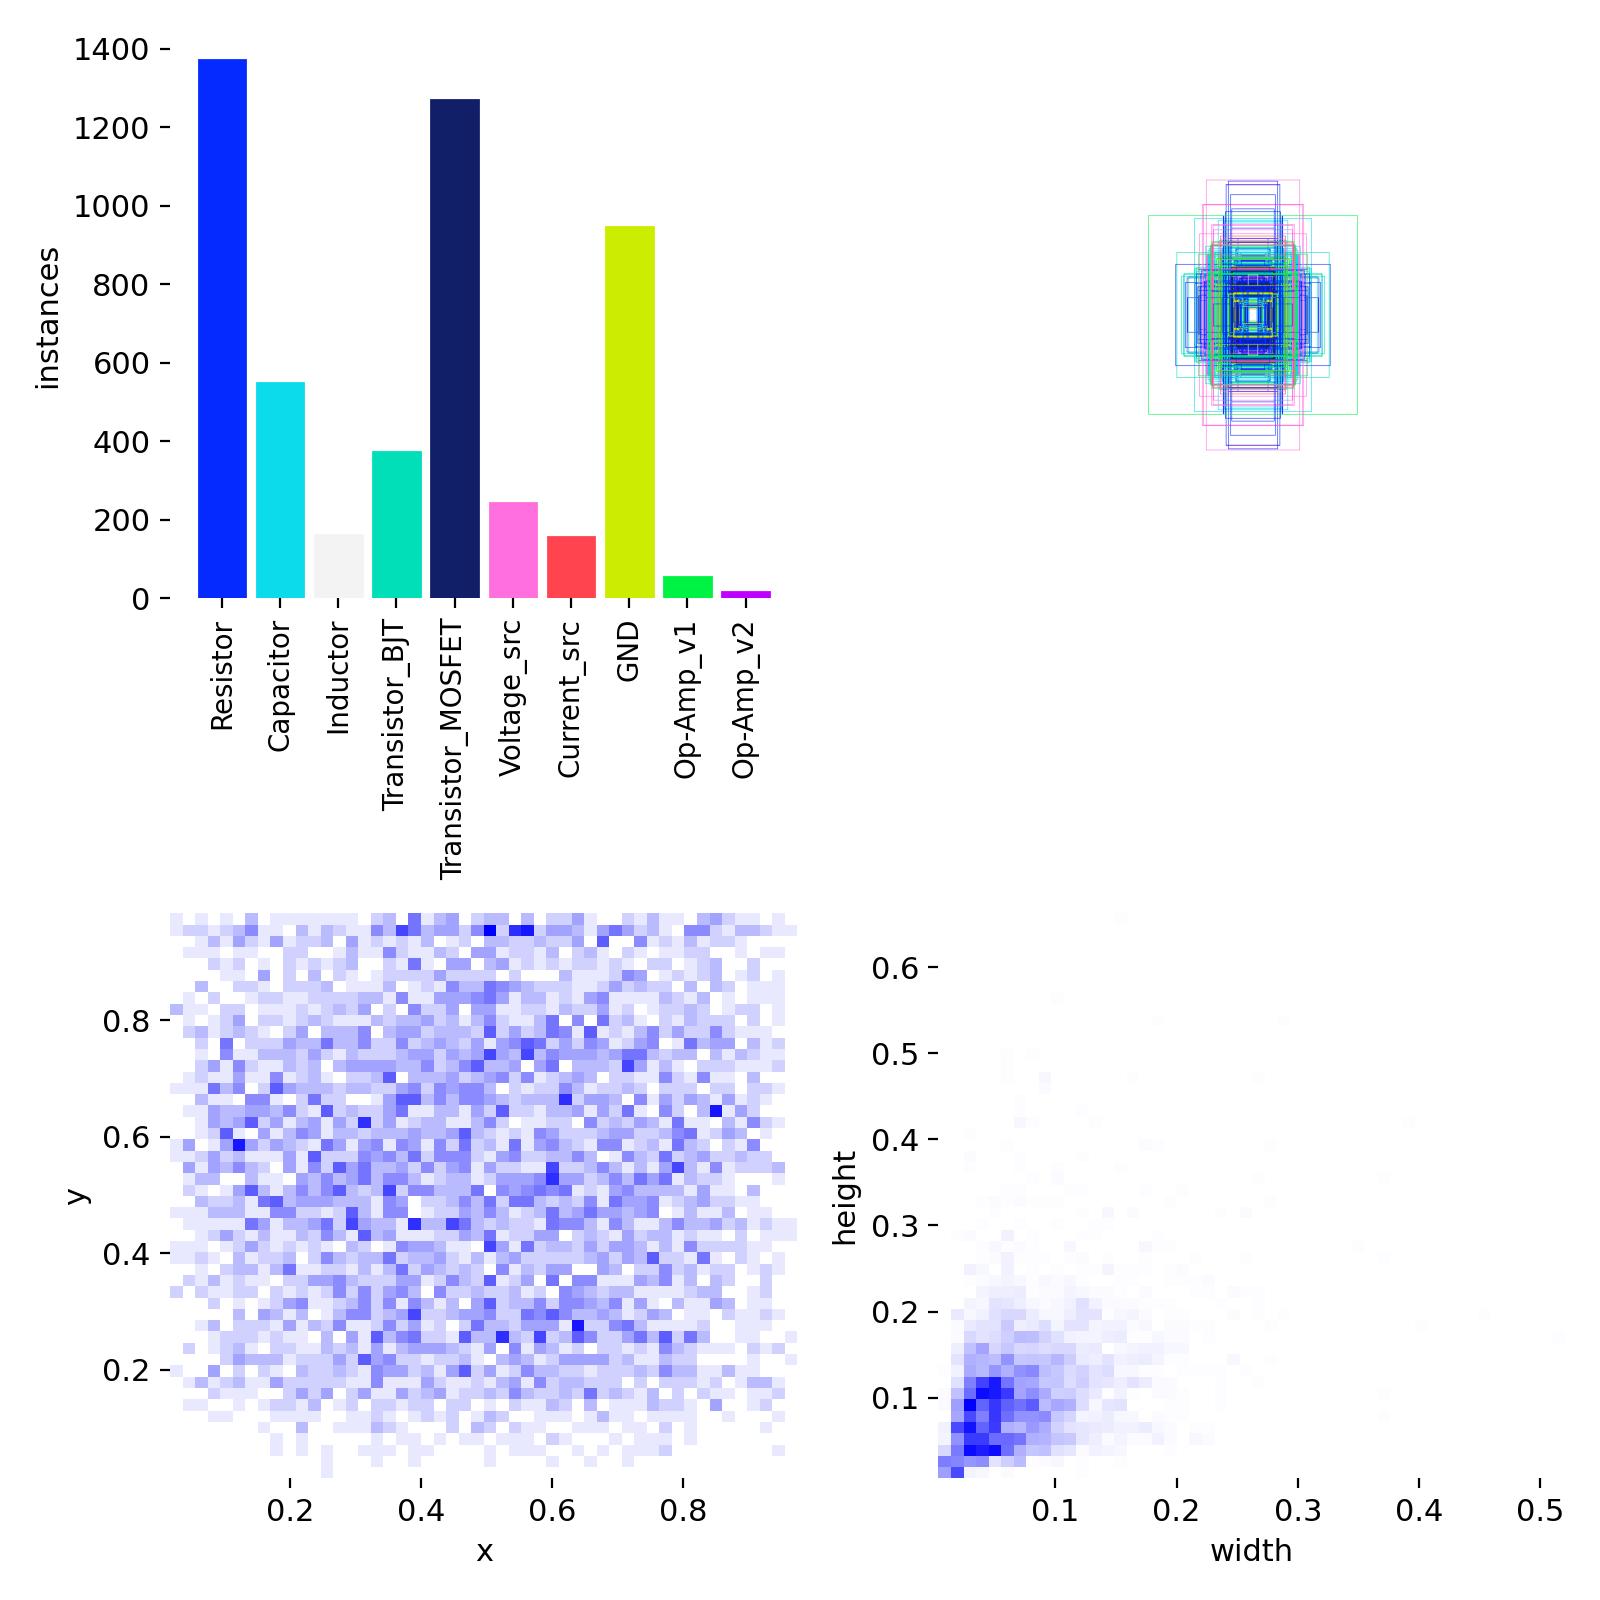 1400
1200
1000
800
600
400
200
0
instances
Resistor
Capacitor
Inductor
Transistor_BJT
Transistor_MOSFET
Voltage_src
Current_src
GND
Op-Amp_v1
Op-Amp_v2
0.8
0.6
0.4
0.2
y
0.2 0.4 0.6 0.8
x
0.6
0.5
0.4
0.3
0.2
0.1
height
0.1 0.2 0.3 0.4 0.5
width